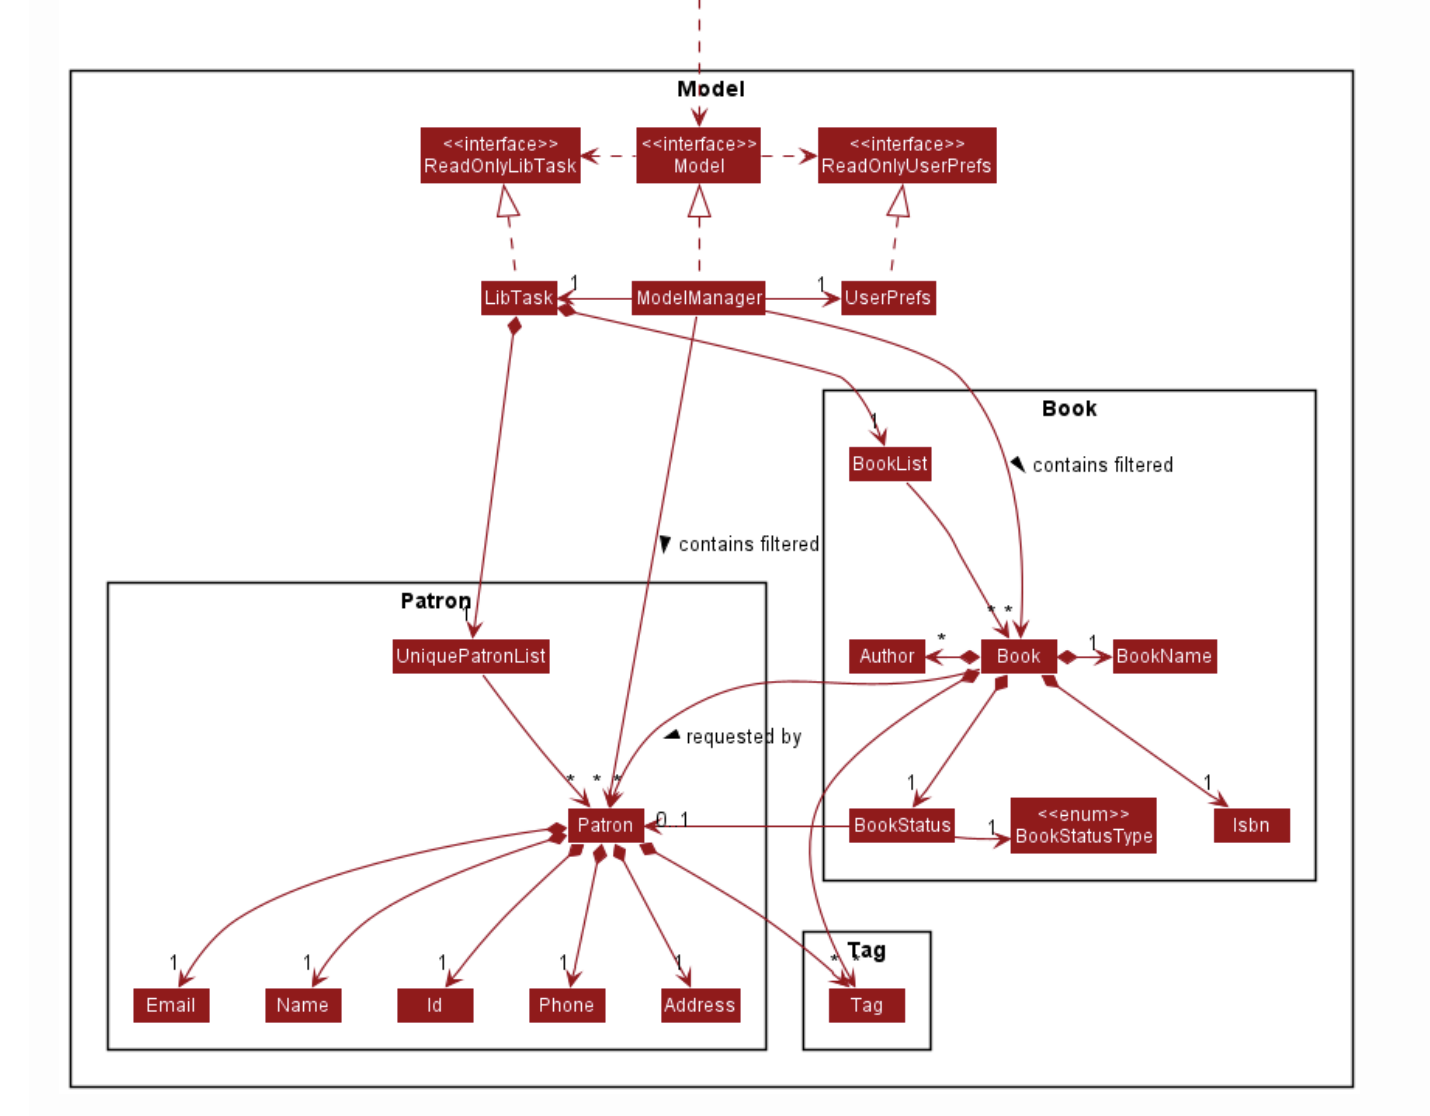 Model
<<interface>>
ReadOnlyLibTask
<<interface>>
Model
<<interface>>
ReadOnlyUserPrefs
1
1
LibTask
ModelManager
UserPrefs
Book
1
BookList
contains filtered
contains filtered
Patron
1
* *
*
1
UniquePatronList
Author
Book
BookName
requested by
* * *
1
1
Patron
0..1
BookStatus
1
<<enum>>
BookStatusType
Isbn
Tag
1
1
1
1
1
* *
Email
Name
Id
Phone
Address
Tag